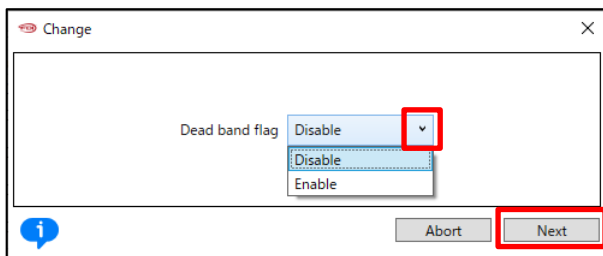 Change
Dead band flag Disable
Disable
Enable
Abort Next